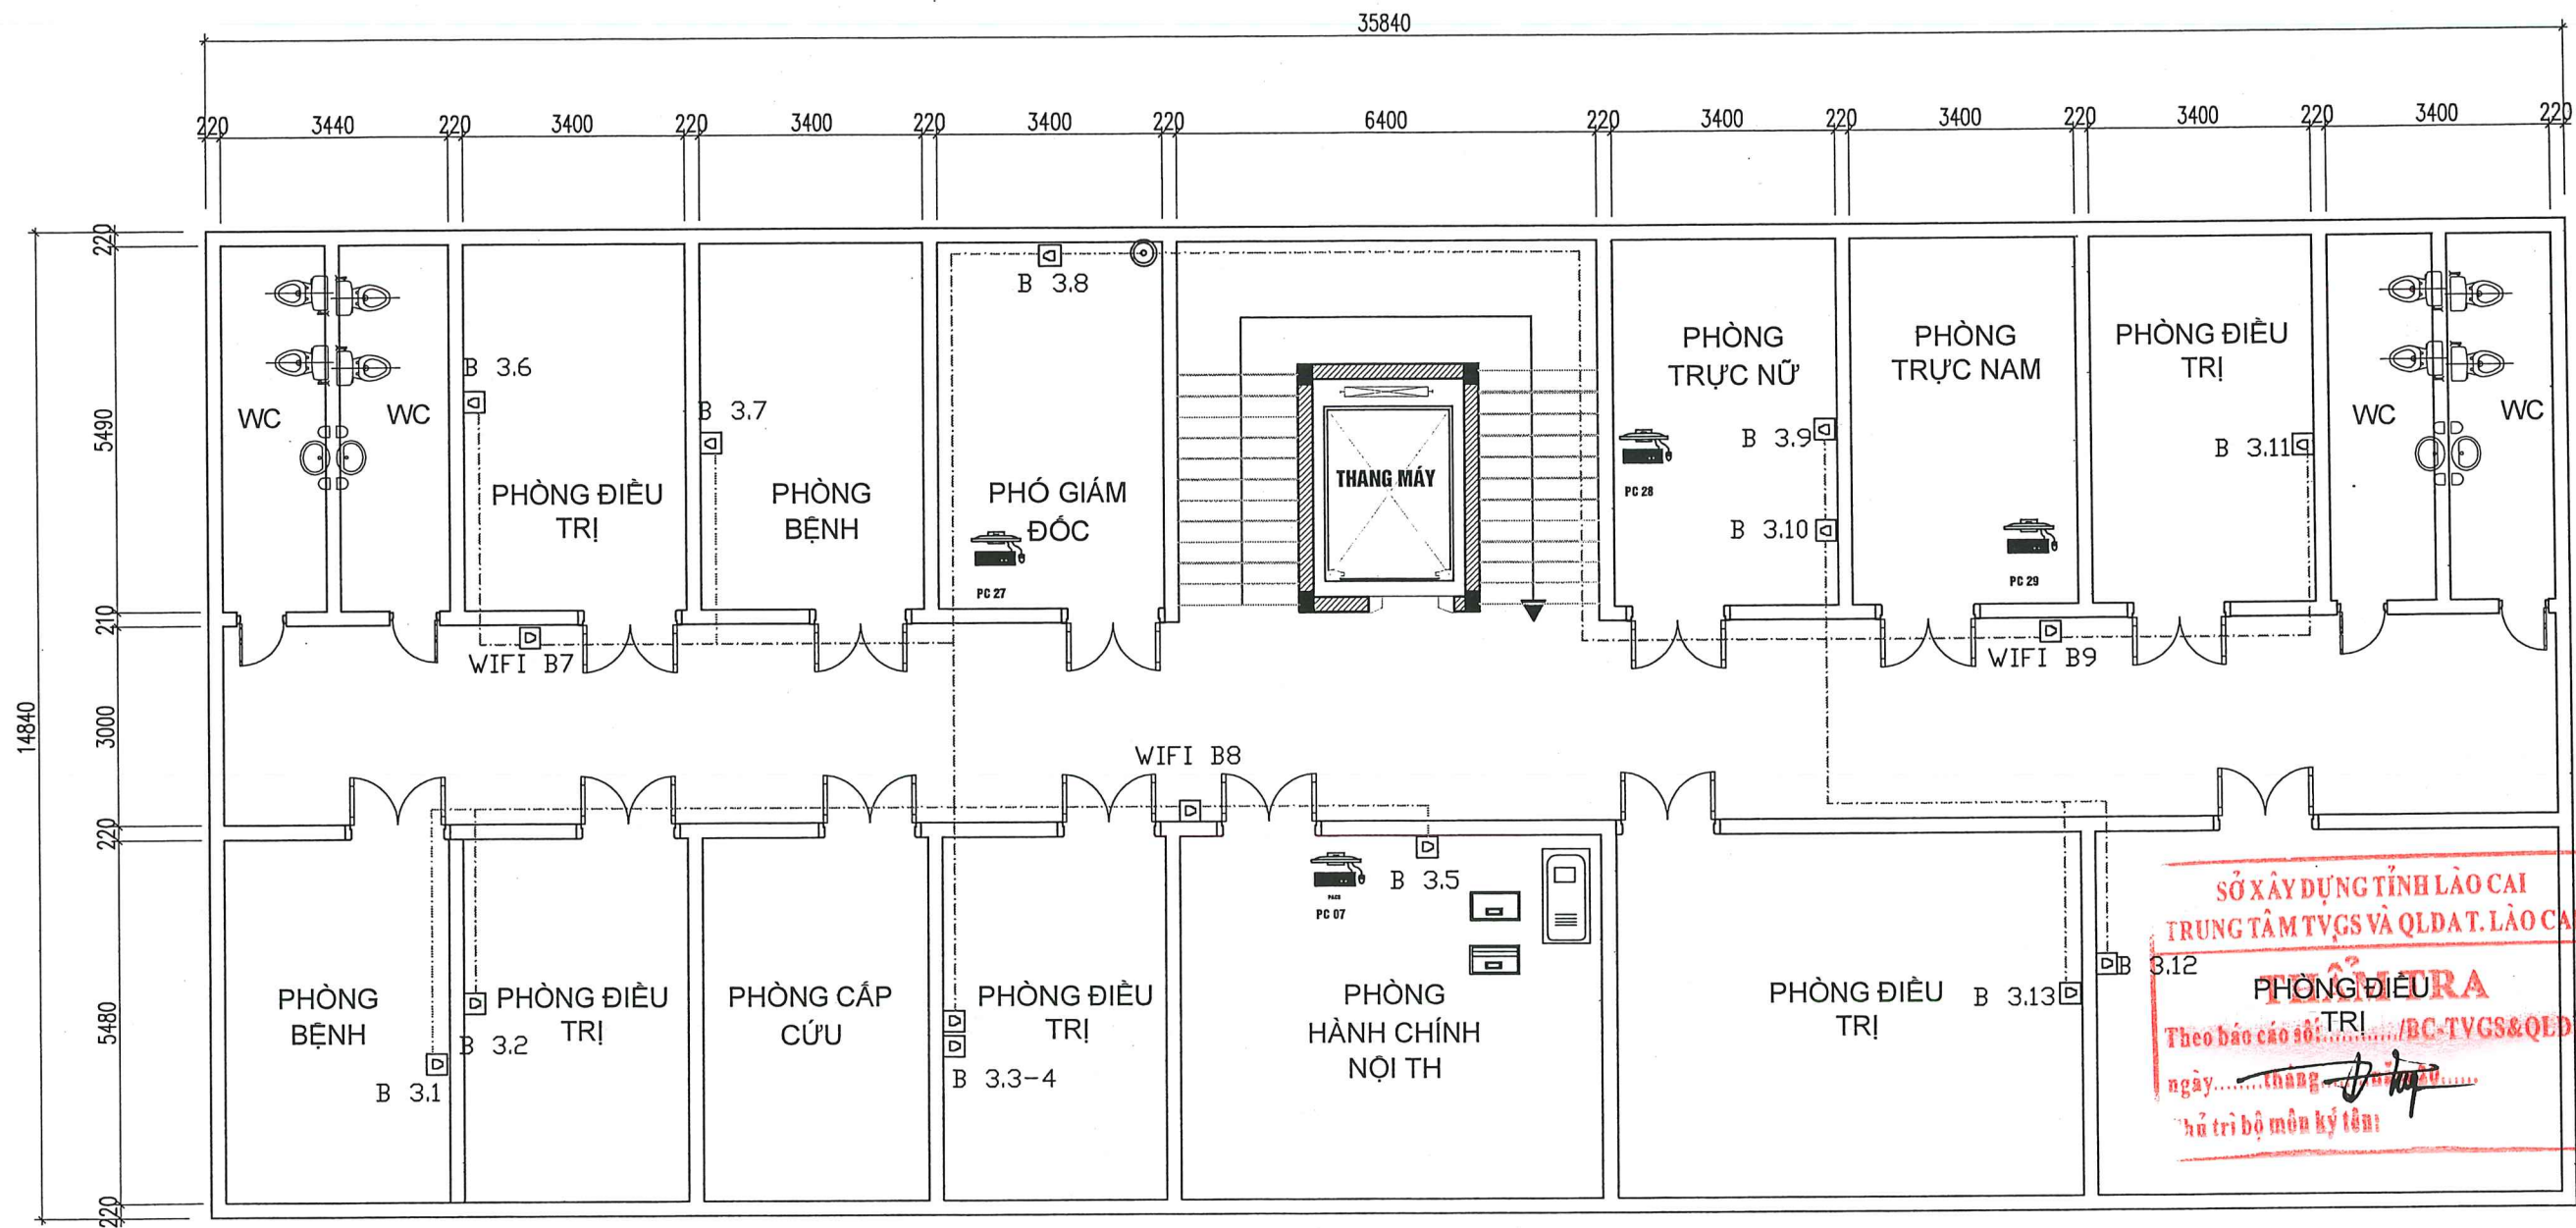 35840
220 3440 220 3400 220 3400 220 3400 220 6400 220 3400 220 3400 220 3400 220 3400 220
14840
220
5490
210
3000
220
5480
220
WC
WC
B 3.6
PHÒNG ĐIỀU
TRỊ
B 3.7
PHÒNG
BỆNH
B 3.8
PHÓ GIÁM
ĐỐC
PC 27
THANG MÁY
PHÒNG
TRỰC NỮ
PC 28
B 3.9
B 3.10
PHÒNG
TRỰC NAM
PC 29
PHÒNG ĐIỀU
TRỊ
B 3.11
WC
WC
WIFI B7
WIFI B9
WIFI B8
PHÒNG
BỆNH
B 3.1
B 3.2
PHÒNG ĐIỀU
TRỊ
PHÒNG CẤP
CỨU
PHÒNG ĐIỀU
TRỊ
B 3.3-4
PACS
PC 07
B 3.5
PHÒNG
HÀNH CHÍNH
NỘI TH
PHÒNG ĐIỀU
TRỊ
B 3.13
B 3.12
PHÒNG ĐIỀU
TRỊ
SỞ XÂY DỰNG TỈNH LÀO CAI
TRUNG TÂM TVGS VÀ QLDA T. LÀO CA
THẨM TRA
Theo báo cáo số:............/BC-TVGS&QLD
ngày........tháng
trì bộ môn ký tên: